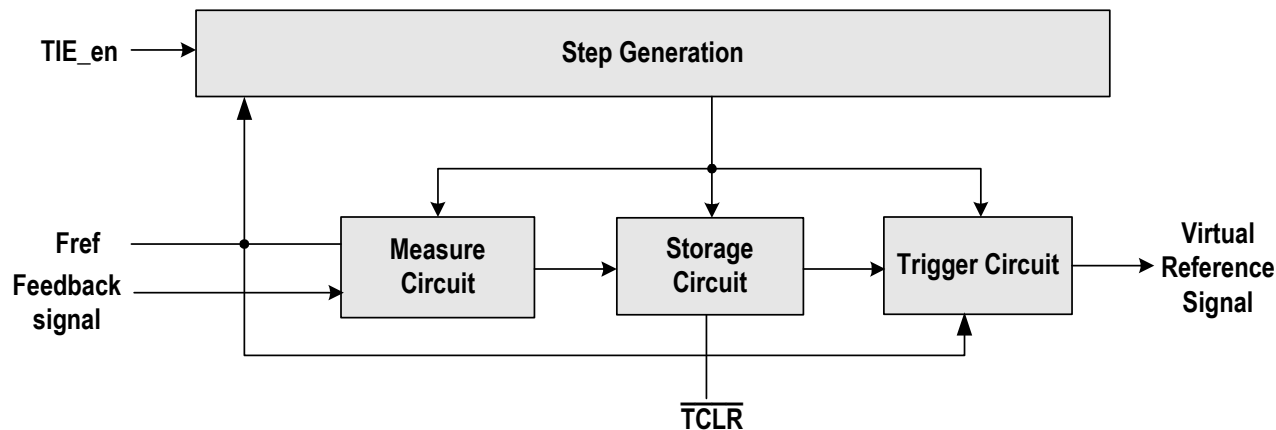 TIE_en
Step Generation
Fref
Feedback
signal
Measure
Circuit
Storage
Circuit
Trigger Circuit
Virtual
Reference
Signal
TCLR